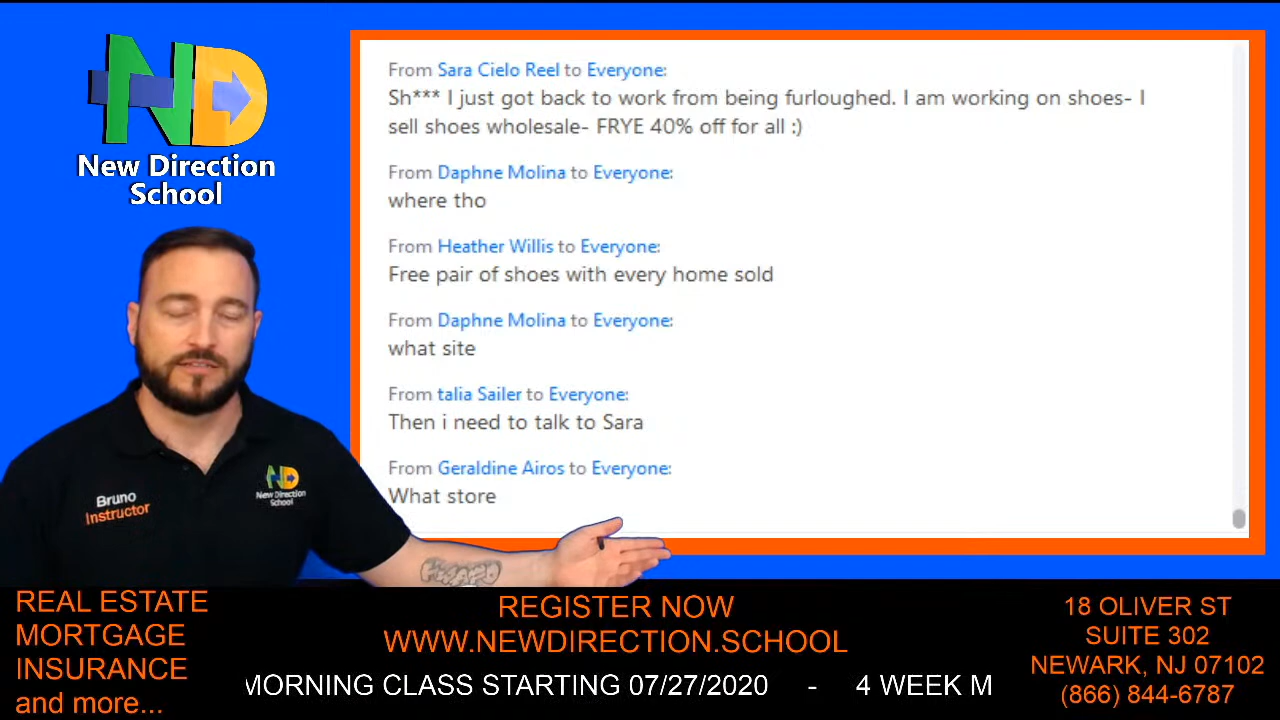 ND
New Direction
School
From Sara Cielo Reel to Everyone:
Sh*** I just got back to work from being furloughed. I am working on shoes- I
sell shoes wholesale- FRYE 40% off for all :)
From Daphne Molina to Everyone:
where tho
From Heather Willis to Everyone:
Free pair of shoes with every home sold
From Daphne Molina to Everyone:
what site
From talia Sailer to Everyone:
Then i need to talk to Sara
From Geraldine Airos to Everyone:
What store
Bruno
Instructor
ND
New Direction
School
REAL ESTATE
MORTGAGE
INSURANCE
and more...
REGISTER NOW
WWW.NEWDIRECTION.SCHOOL
MORNING CLASS STARTING 07/27/2020 - 4 WEEK M
18 OLIVER ST
SUITE 302
NEWARK, NJ 07102
(866) 844-6787